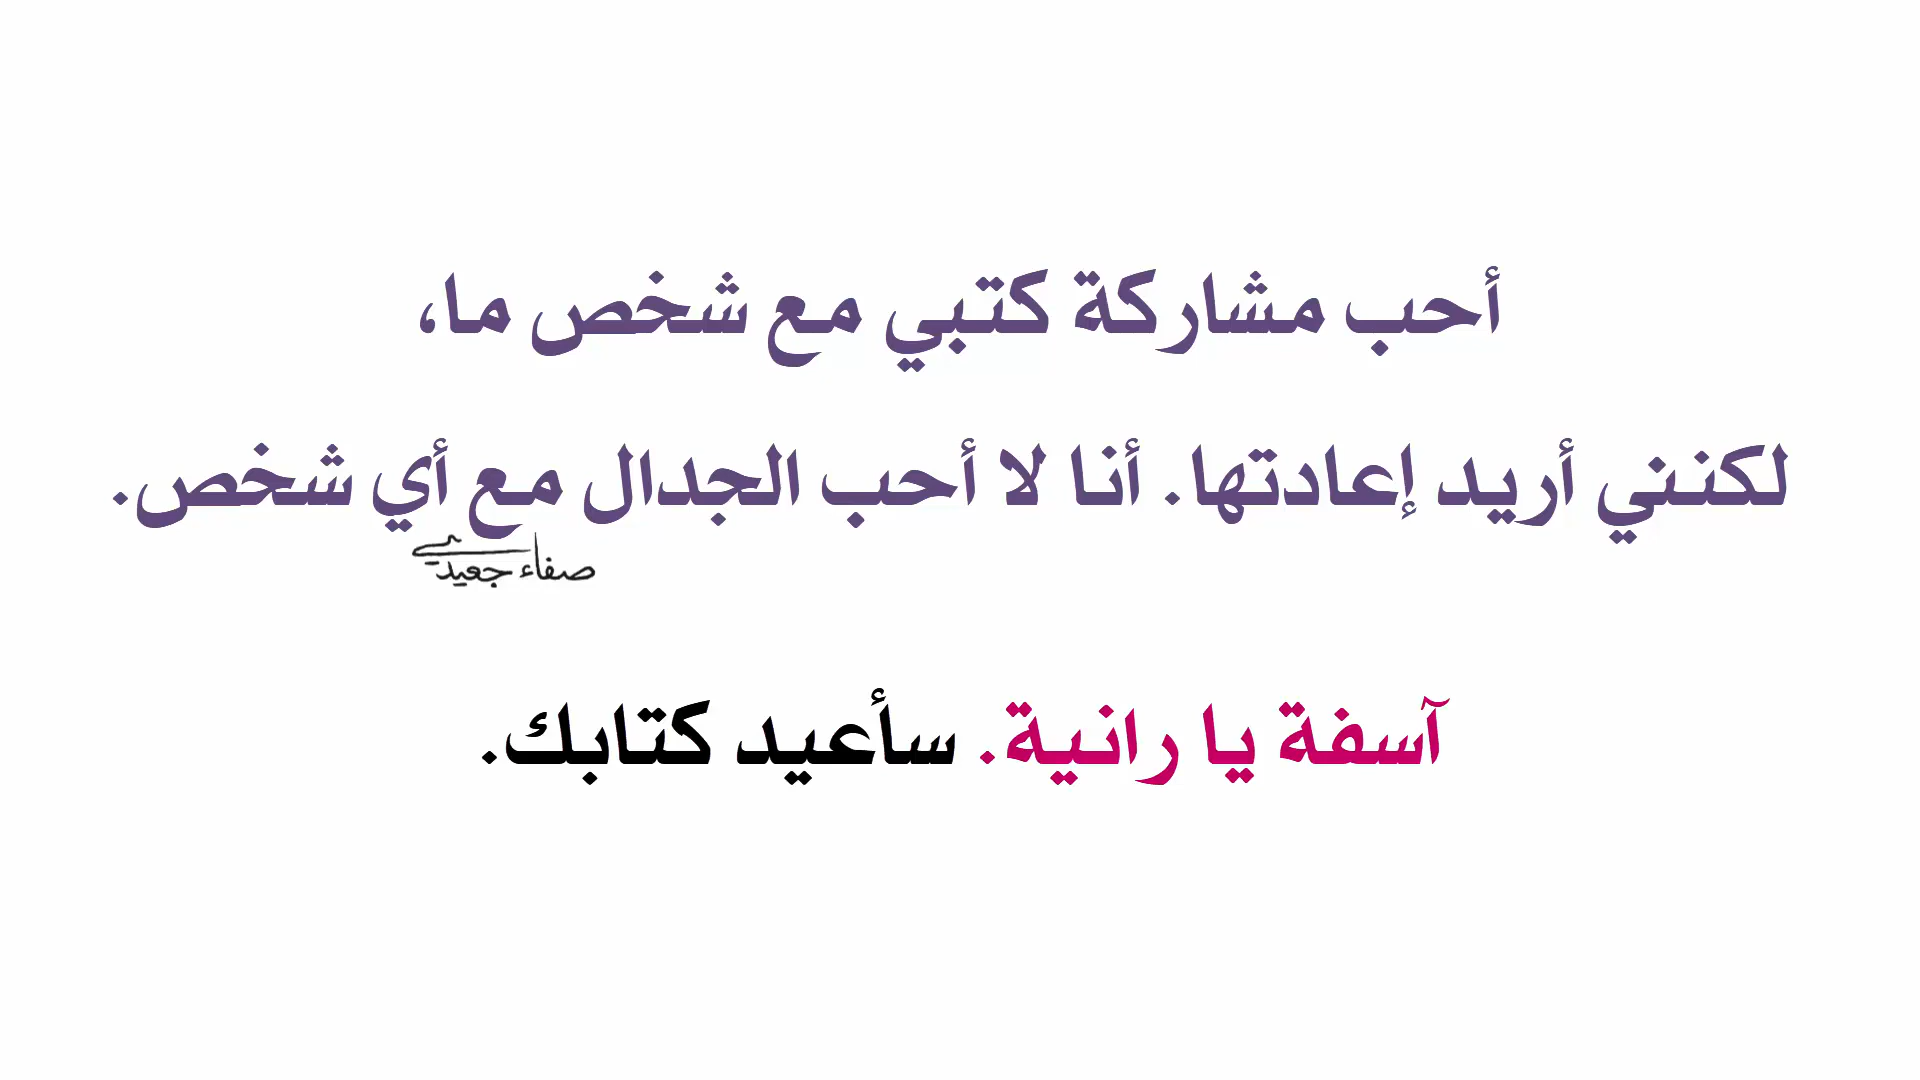 أحب مشاركة كتبي مع شخص ما،
لكنني أريد إعادتها. أنا لا أحب الجدال مع أي شخص.
صفاء جعيدي
آسفة يا رانية. سأعيد كتابك.